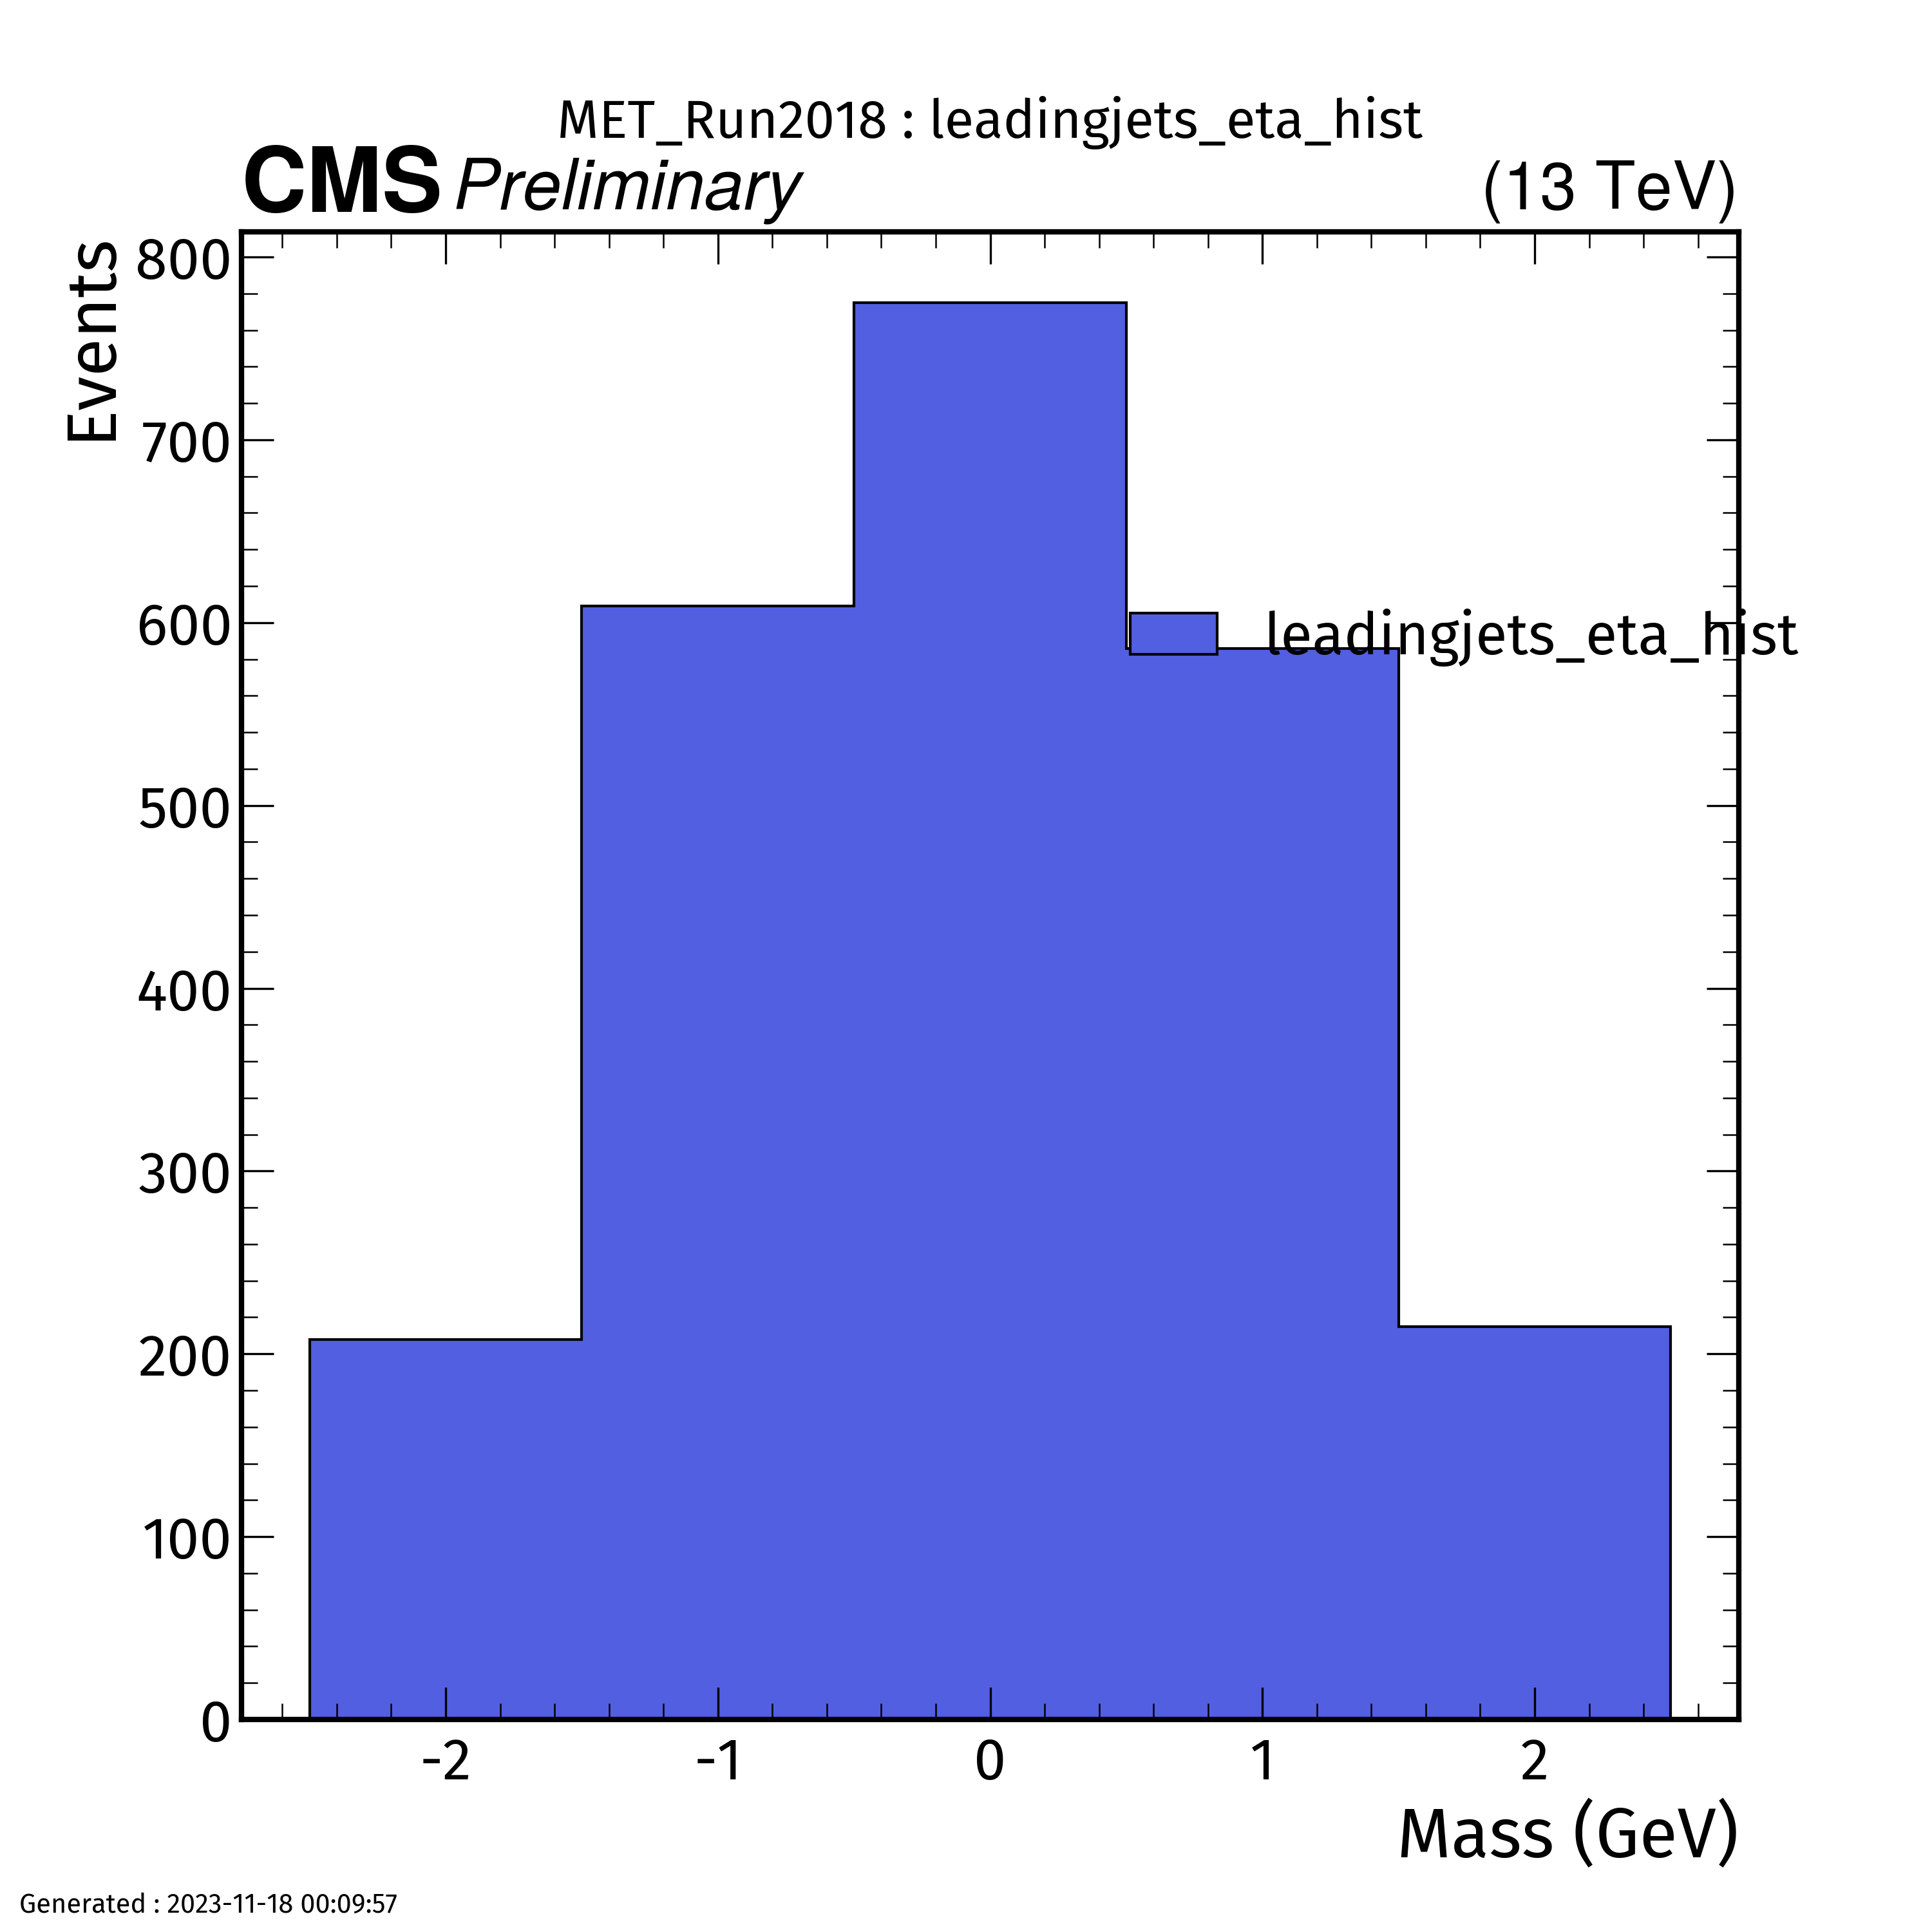 MET_Run2018 : leadingjets_eta_hist
CMS Preliminary (13 TeV)
Events
800
700
600
leadingjets_eta_hist
500
400
300
200
100
0
-2 -1 0 1 2
Mass (GeV)
Generated : 2023-11-18 00:09:57